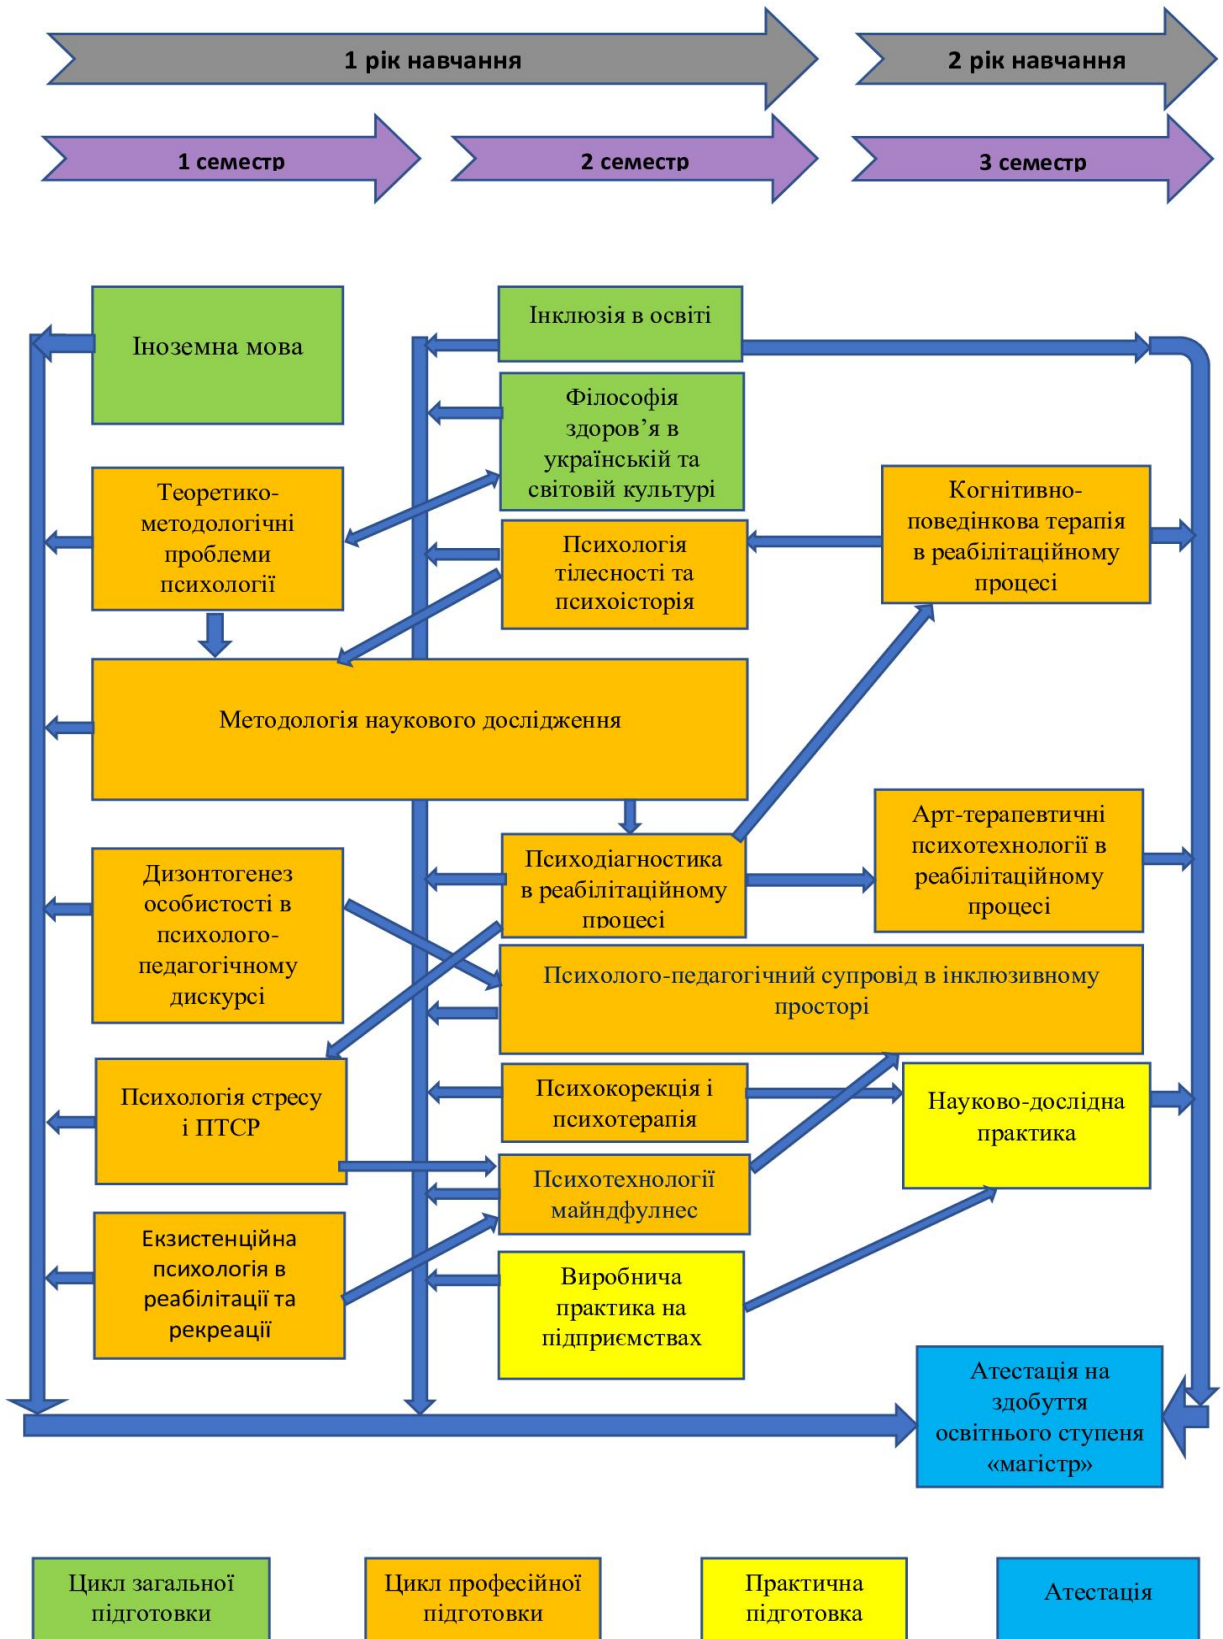 1 рік навчання
2 рік навчання
1 семестр
2 семестр
3 семестр
Іноземна мова
Інклюзія в освіті
Філософія
здоров’я в
українській та
світовій культурі
Теоретико-
методологічні
проблеми
психології
Психологія
тілесності та
психоісторія
Когнітивно-
поведінкова терапія
в реабілітаційному
процесі
Методологія наукового дослідження
Дизонтогенез
особистості в
психолого-
педагогічному
дискурсі
Психодіагностика
в реабілітаційному
процесі
Арт-терапевтичні
психотехнології в
реабілітаційному
процесі
Психолого-педагогічний супровід в інклюзивному
просторі
Психологія стресу
і ПТСР
Психокорекція і
психотерапія
Науково-дослідна
практика
Психотехнології
майндфулнес
Екзистенційна
психологія в
реабілітації та
рекреації
Виробнича
практика на
підприємствах
Атестація на
здобуття
освітнього ступеня
«магістр»
Цикл загальної
підготовки
Цикл професійної
підготовки
Практична
підготовка
Атестація